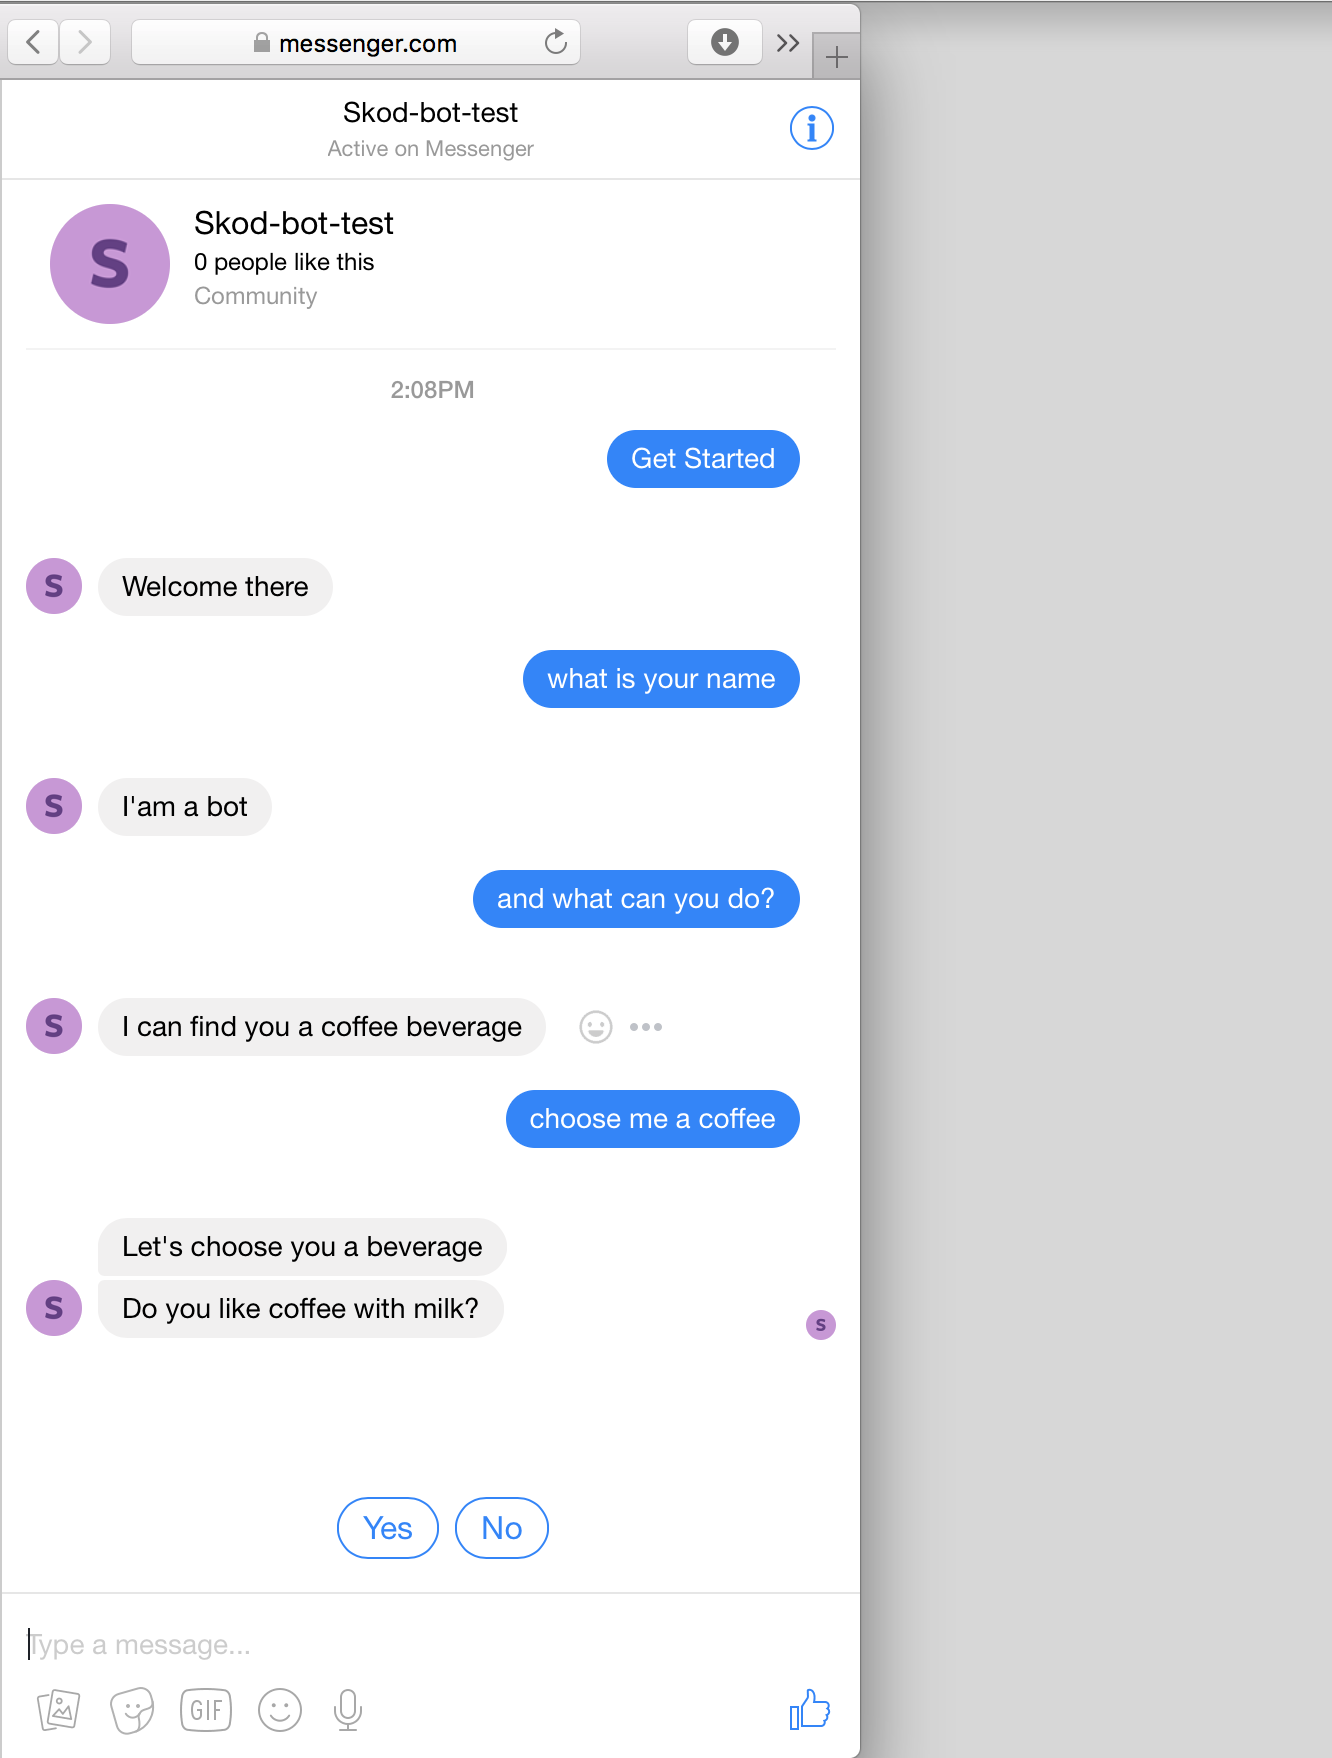 messenger.com
Skod-bot-test
Active on Messenger
S
Skod-bot-test
0 people like this
Community
2:08PM
Get Started
S
Welcome there
what is your name
S
I'am a bot
and what can you do?
S
I can find you a coffee beverage
choose me a coffee
Let's choose you a beverage
S
Do you like coffee with milk?
S
Yes
No
Type a message...
GIF